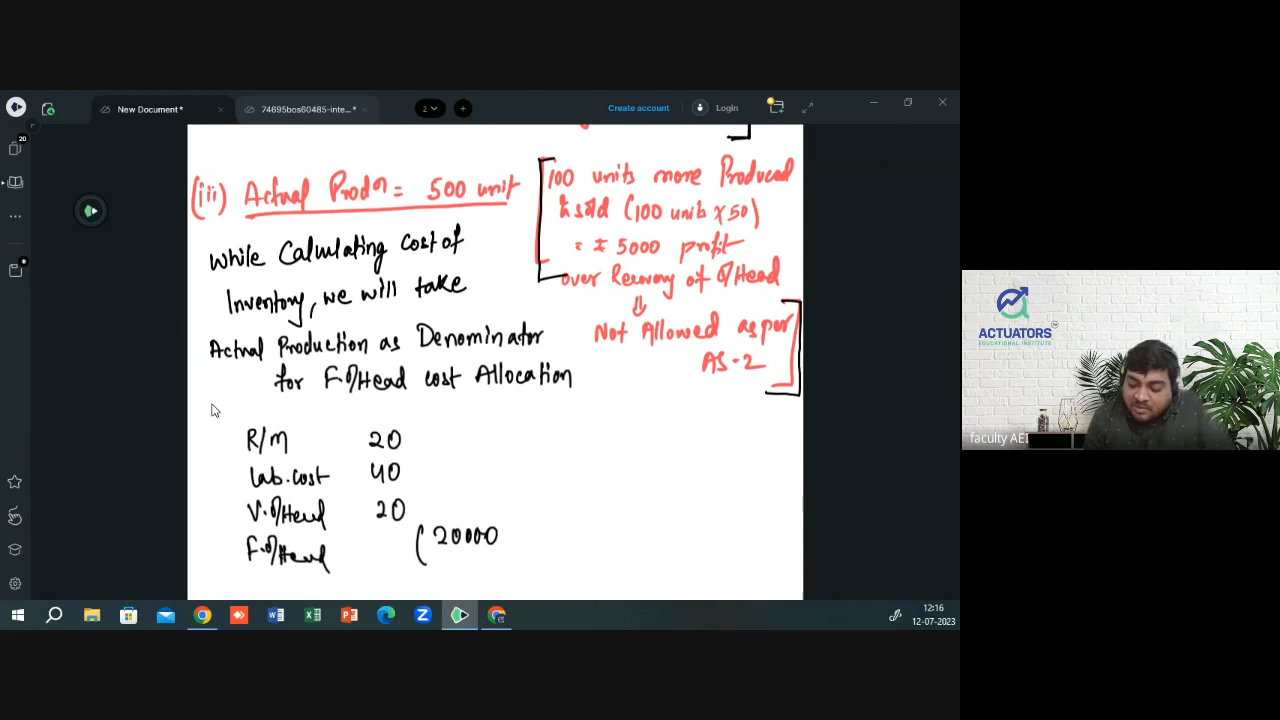 New Document*
74695bos60485-inte...*
2
Create account
Login
20
(iii) Actual Prodn = 500 unit
While Calculating Cost of
Inventory, we will take
Actual Production as Denominator
for F.O/Head cost Allocation
R/m 20
Lab.cost 40
V.O/Head 20
F.O/Head (20000
100 units more Produced
& sold (100 units x 50)
= ₹ 5000 profit
over Recovery of O/Head
⇓
Not Allowed as per
AS-2
ACTUATORS
EDUCATIONAL INSTITUTE
faculty AEI
12:16
12-07-2023